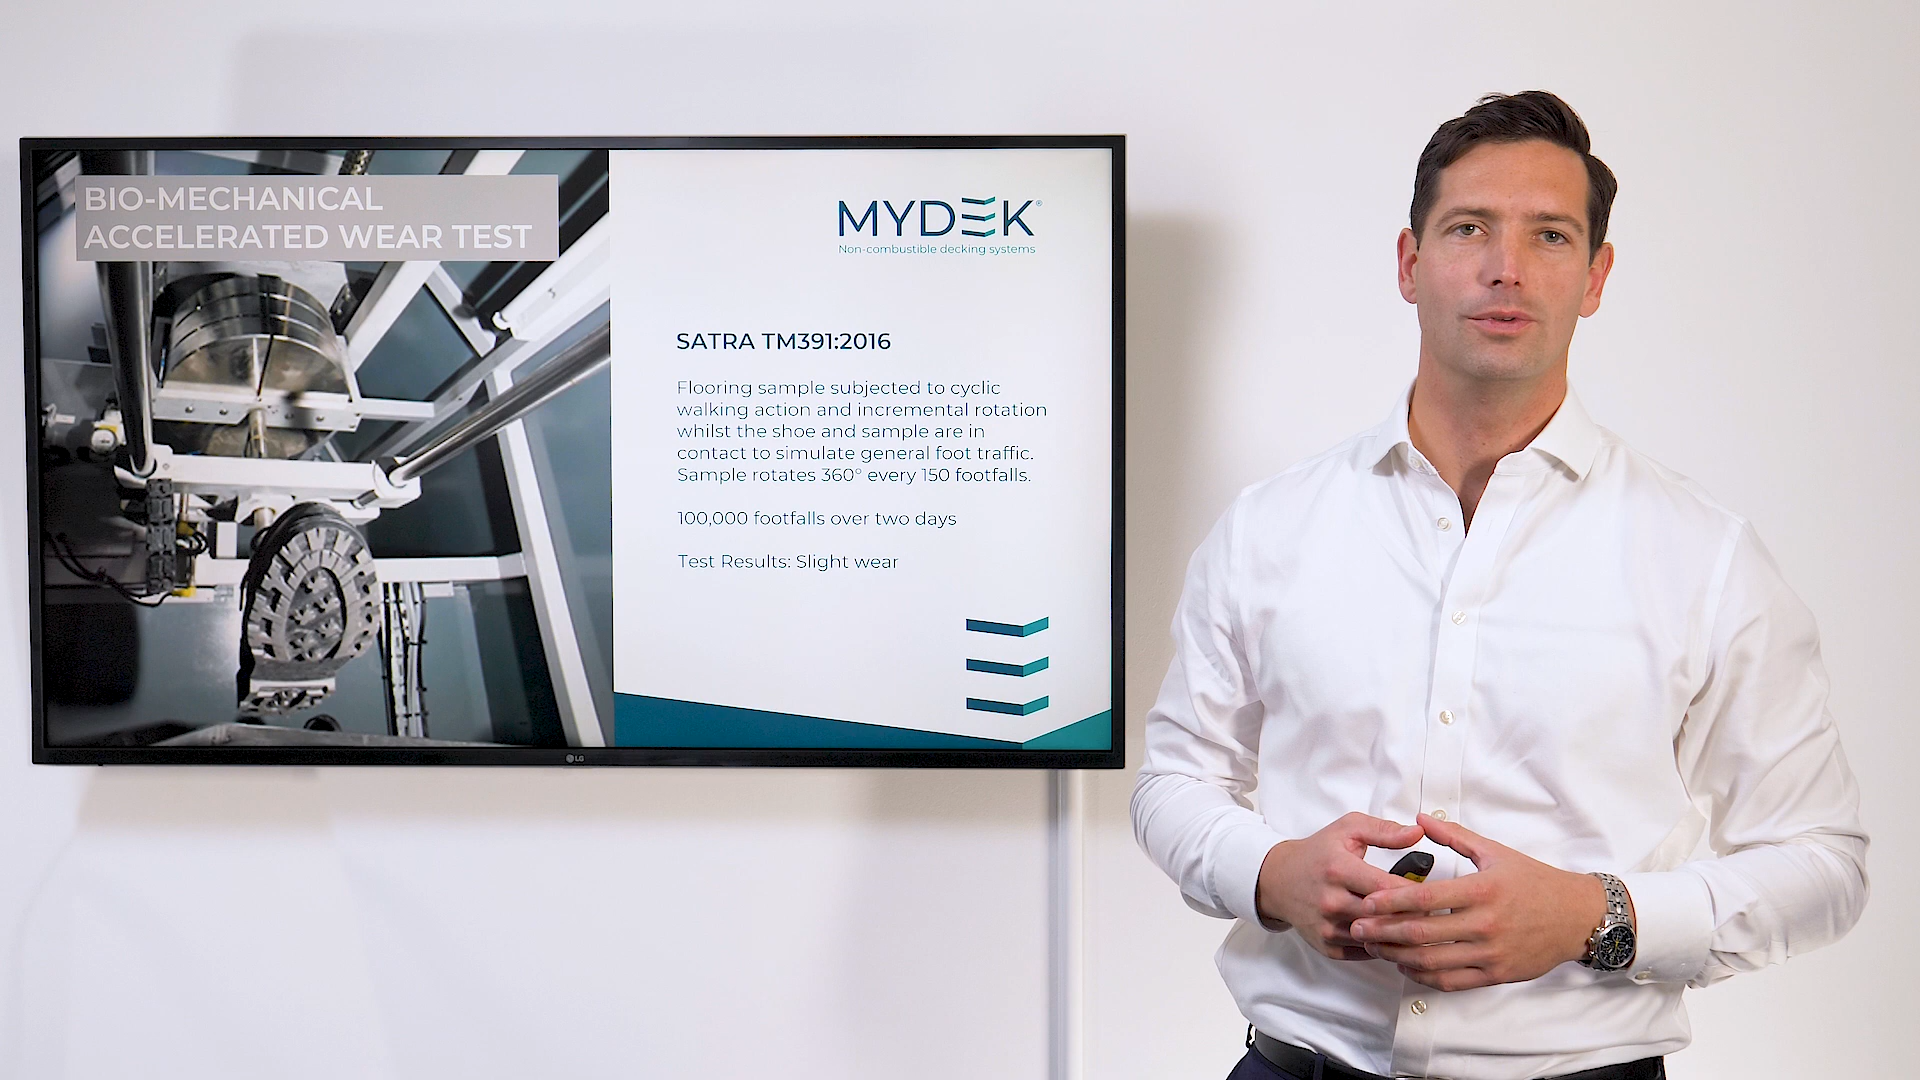 BIO-MECHANICAL
ACCELERATED WEAR TEST
MYDEK®
Non-combustible decking systems
SATRA TM391:2016
Flooring sample subjected to cyclic
walking action and incremental rotation
whilst the shoe and sample are in
contact to simulate general foot traffic.
Sample rotates 360° every 150 footfalls.
100,000 footfalls over two days
Test Results: Slight wear
LG